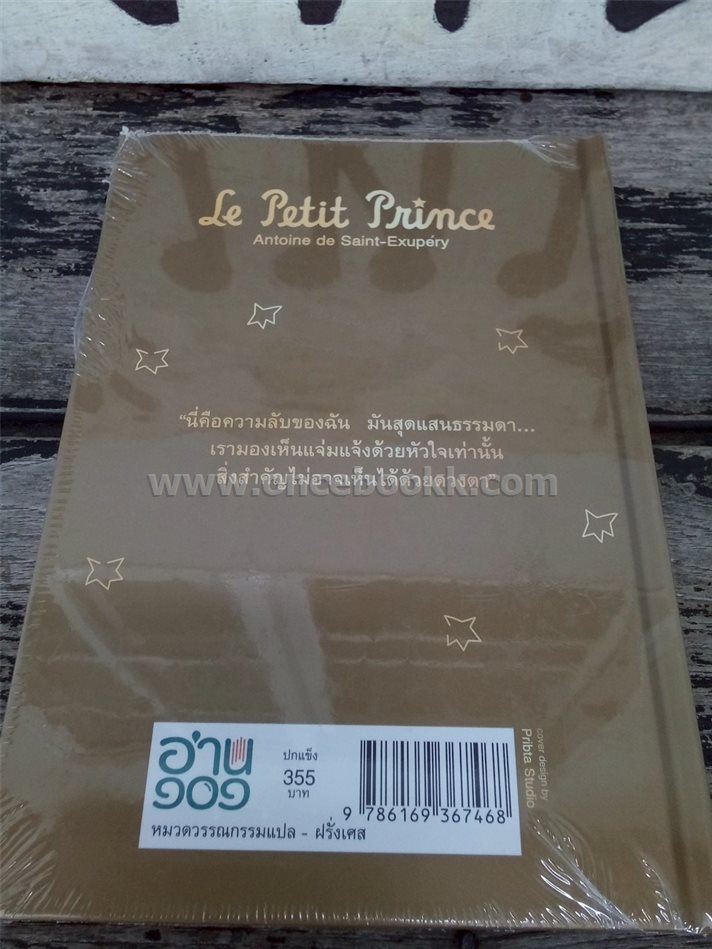 Le Petit Prince
Antoine de Saint-Exupéry
“นี่คือความลับของฉัน มันสุดแสนธรรมดา...
เรามองเห็นแจ่มแจ้งด้วยหัวใจเท่านั้น
สิ่งสำคัญไม่อาจเห็นได้ด้วยดวงตา”
www.oncebookk.com
cover design by
Pribta Studio
อ่าน
๑๐๑
ปกแข็ง
355
บาท
9 786169 367468
หมวดวรรณกรรมแปล - ฝรั่งเศส